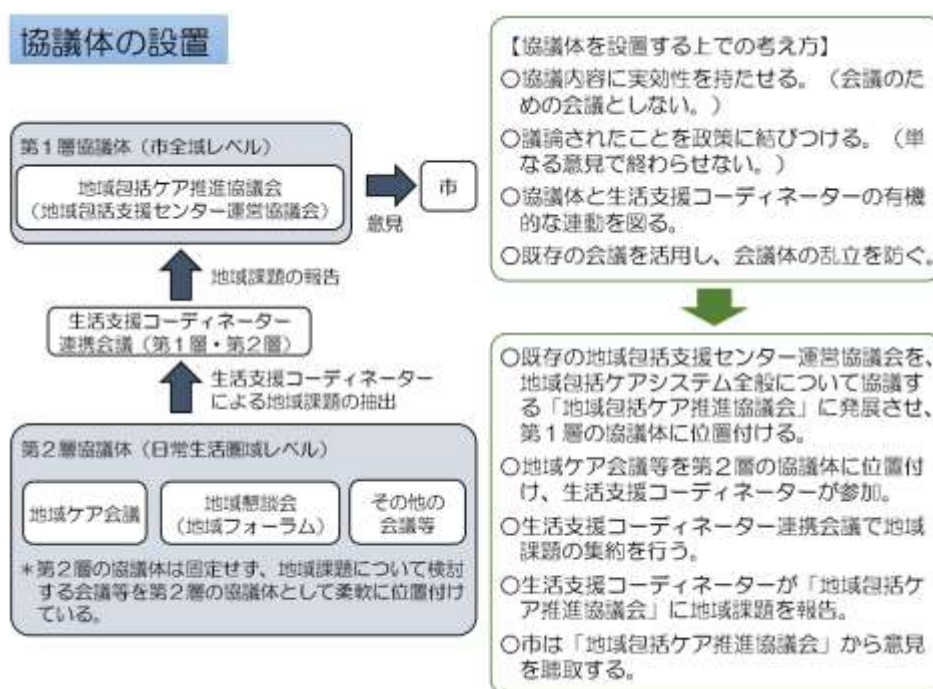 協議体の設置
第1層協議体（市全域レベル）
地域包括ケア推進協議会
（地域包括支援センター運営協議会）
意見
市
地域課題の報告
生活支援コーディネーター
連携会議（第1層・第2層）
生活支援コーディネーター
による地域課題の抽出
第2層協議体（日常生活圏域レベル）
地域ケア会議
地域懇談会
（地域フォーラム）
その他の
会議等
＊第2層の協議体は固定せず、地域課題について検討
する会議等を第2層の協議体として柔軟に位置付け
ている。
【協議体を設置する上での考え方】
○協議内容に実効性を持たせる。（会議のた
めの会議としない。）
○議論されたことを政策に結びつける。（単
なる意見で終わらせない。）
○協議体と生活支援コーディネーターの有機
的な連動を図る。
○既存の会議を活用し、会議体の乱立を防ぐ。
○既存の地域包括支援センター運営協議会を、
地域包括ケアシステム全般について協議す
る「地域包括ケア推進協議会」に発展させ、
第1層の協議体に位置付ける。
○地域ケア会議等を第2層の協議体に位置付
け、生活支援コーディネーターが参加。
○生活支援コーディネーター連携会議で地域
課題の集約を行う。
○生活支援コーディネーターが「地域包括ケ
ア推進協議会」に地域課題を報告。
○市は「地域包括ケア推進協議会」から意見
を聴取する。